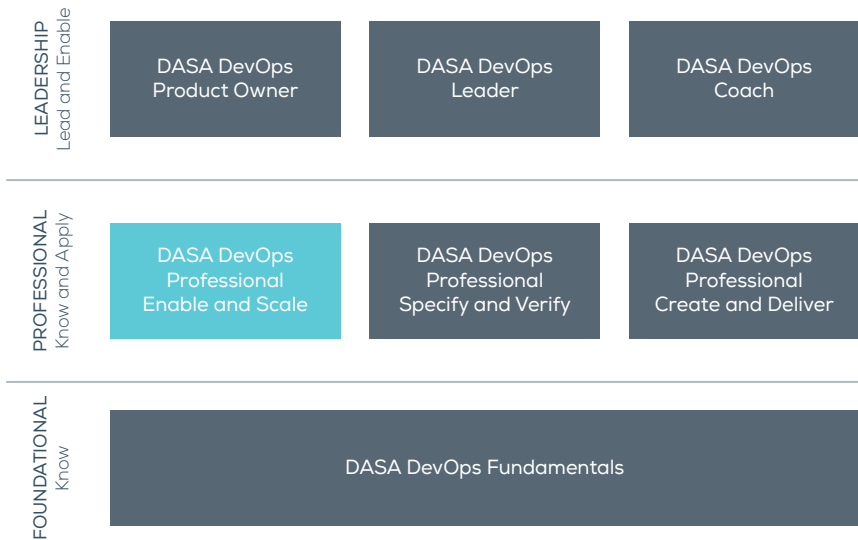 LEADERSHIP
Lead and Enable
DASA DevOps
Product Owner
DASA DevOps
Leader
DASA DevOps
Coach
PROFESSIONAL
Know and Apply
DASA DevOps
Professional
Enable and Scale
DASA DevOps
Professional
Specify and Verify
DASA DevOps
Professional
Create and Deliver
FOUNDATIONAL
Know
DASA DevOps Fundamentals